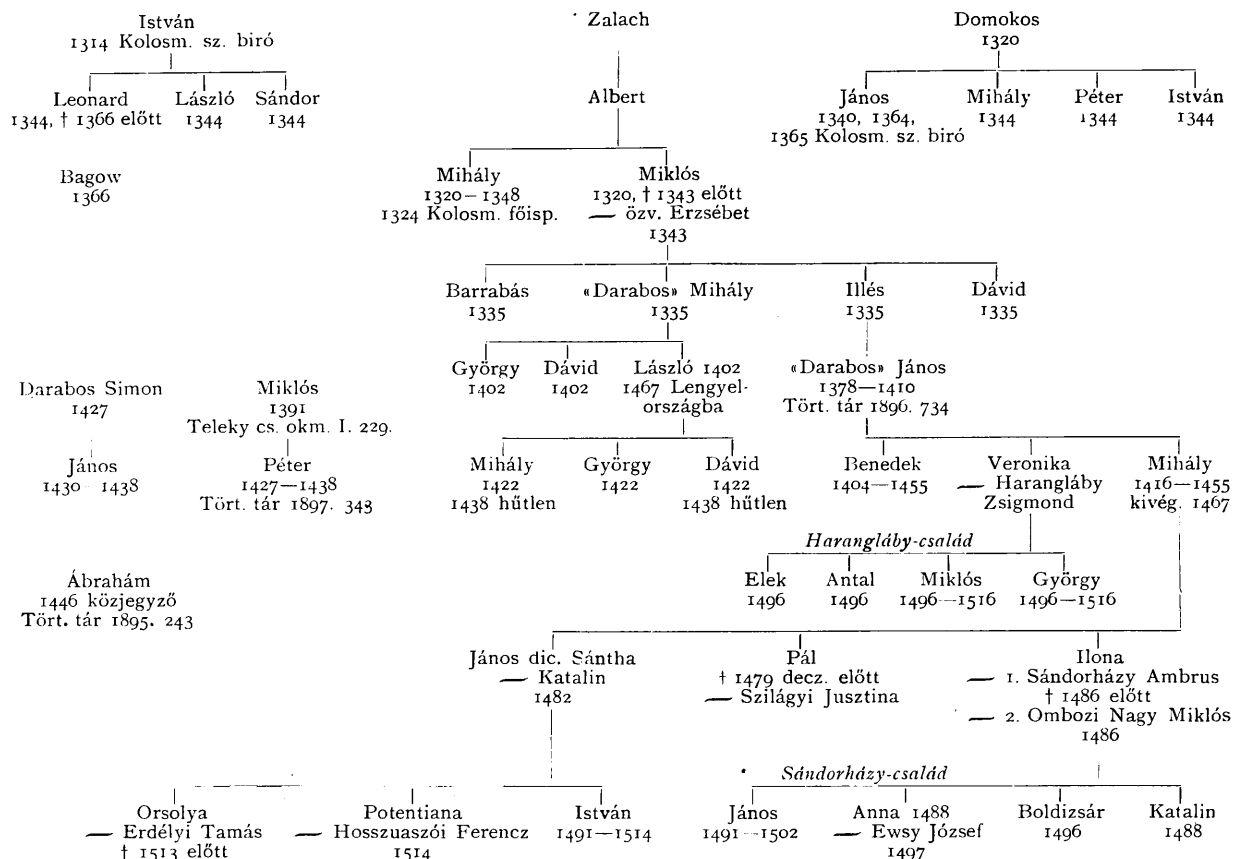 István
1314 Kolosm. sz. biró
Zalach
Domokos
1320
Leonard László Sándor
1344, † 1366 előtt 1344 1344
Albert
János Mihály Péter István
1340, 1364, 1344 1344 1344
1365 Kolosm. sz. biró
Bagow
1366
Mihály Miklós
1320–1348 1320, † 1343 előtt
1324 Kolosm. főisp. — özv. Erzsébet
1343
Barrabás «Darabos» Mihály Illés Dávid
1335 1335 1335 1335
György Dávid László 1402 «Darabos» János
1402 1402 1467 Lengyel- 1378—1410
országba Tört. tár 1896. 734
Darabos Simon Miklós
1427 1391
Teleky cs. okm. I. 229.
János Péter Mihály György Dávid Benedek Veronika Mihály
1430–1438 1427—1438 1422 1422 1422 1404—1455 — Harangláby 1416—1455
Tört. tár 1897. 343 1438 hűtlen 1438 hűtlen Zsigmond kivég. 1467
Harangláby-család
Elek Antal Miklós György
1496 1496 1496—1516 1496—1516
Ábrahám
1446 közjegyző
Tört. tár 1895. 243
János dic. Sántha Pál Ilona
— Katalin † 1479 decz. előtt — 1. Sándorházy Ambrus
1482 — Szilágyi Jusztina † 1486 előtt
— 2. Ombozi Nagy Miklós
1486
Sándorházy-család
Orsolya Potentiana István János Anna 1488 Boldizsár Katalin
— Erdélyi Tamás — Hosszuaszói Ferencz 1491—1514 1491—1502 — Ewsy József 1496 1488
† 1513 előtt 1514 1497